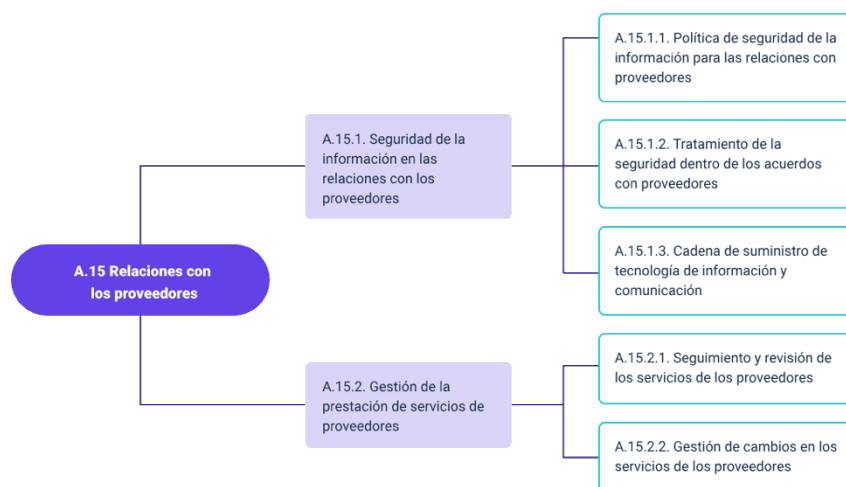 A.15 Relaciones con
los proveedores
A.15.1. Seguridad de la
información en las
relaciones con los
proveedores
A.15.1.1. Política de seguridad de la
información para las relaciones con
proveedores
A.15.1.2. Tratamiento de la
seguridad dentro de los acuerdos
con proveedores
A.15.1.3. Cadena de suministro de
tecnología de información y
comunicación
A.15.2. Gestión de la
prestación de servicios de
proveedores
A.15.2.1. Seguimiento y revisión de
los servicios de los proveedores
A.15.2.2. Gestión de cambios en los
servicios de los proveedores